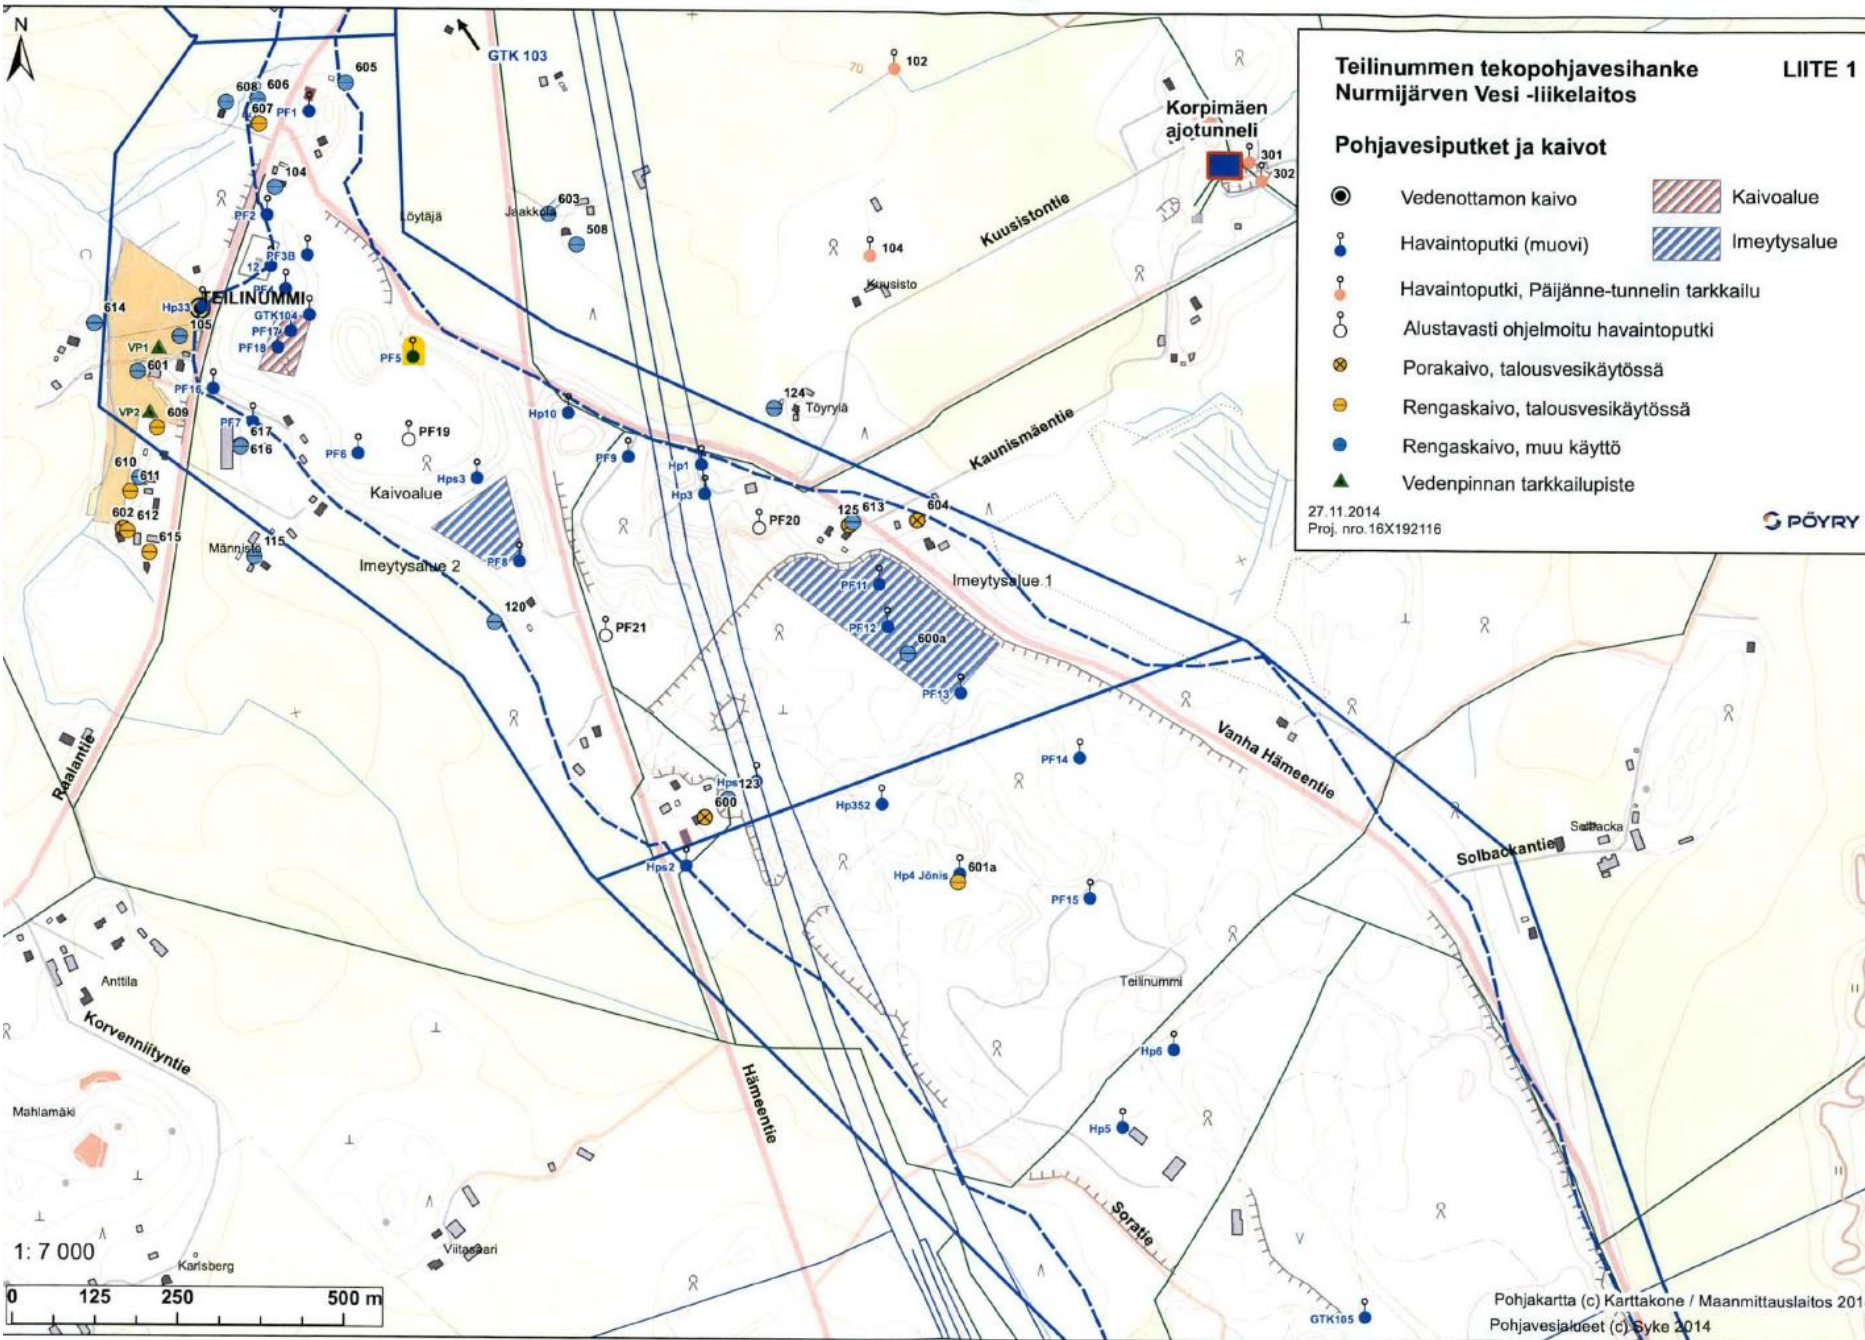 N
GTK 103
102
70
605
606
608
607
PF1
Korpimäen
ajotunneli
301
302
Teilinummen tekopohjavesihanke
Nurmijärven Vesi -liikelaitos
LIITE 1
Pohjavesiputket ja kaivot
Vedenottamon kaivo
Kaivoalue
Havaintoputki (muovi)
Imeytysalue
Havaintoputki, Päijänne-tunnelin tarkkailu
Alustavasti ohjelmoitu havaintoputki
Porakaivo, talousvesikäytössä
Rengaskaivo, talousvesikäytössä
Rengaskaivo, muu käyttö
Vedenpinnan tarkkailupiste
27.11.2014
Proj. nro.16X192116
PÖYRY
104
PF2
Löytäjä
Jaakkola
603
508
Kuusistontie
104
Kuusisto
PF3B
12
PF4
TEILINUMMI
Hp33
614
GTK104
105
PF17
PF18
VP1
601
PF5
PF16
VP2
609
PF7
617
616
PF6
PF19
Hp10
124
Töyrylä
Kaunismäentie
PF9
Hp1
Hp3
Hps3
Kaivoalue
610
611
602
612
615
Männistö
115
Imeytysalue 2
PF8
PF20
125
613
604
Imeytysalue 1
PF11
PF12
600a
PF13
120
PF21
Raalantie
Vanha Hämeentie
PF14
Hps
123
600
Hp352
Hps2
Hp4 Jönis
601a
PF15
Solbacka
Solbackantie
Anttila
Korvenniityntie
Teilinummi
Hp6
Hp5
Mahlamäki
Hämeentie
Soratie
Viitasaari
Karlsberg
GTK105
1: 7 000
0 125 250 500 m
Pohjakartta (c) Karttakone / Maanmittauslaitos 201
Pohjavesialueet (c) Syke 2014